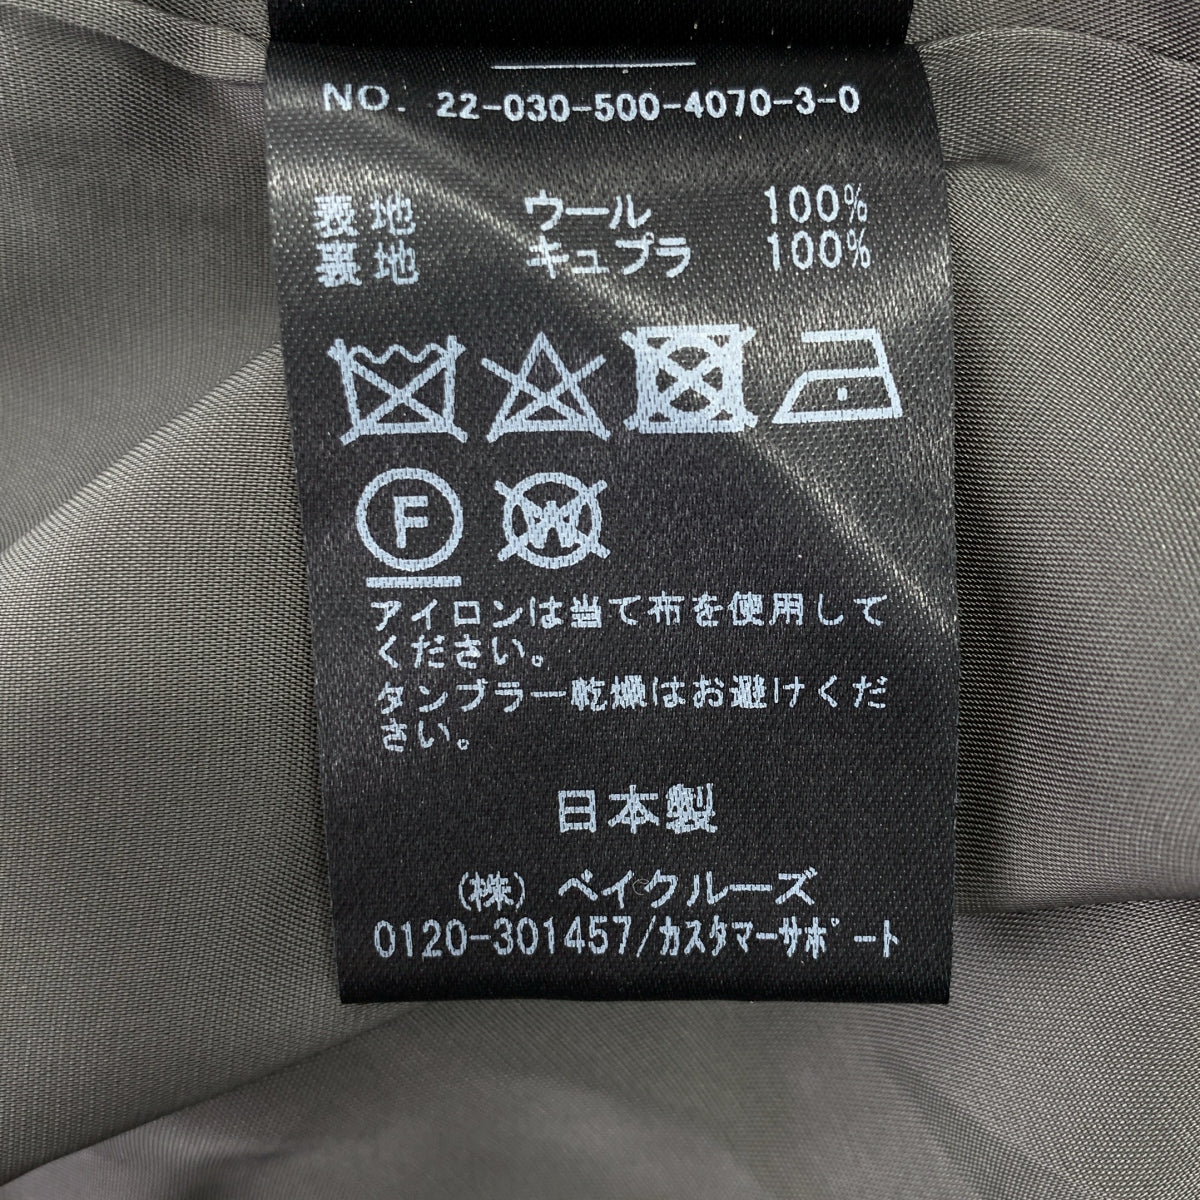 NO. 22-030-500-4070-3-0
表地 ウール 100%
裏地 キュプラ 100%
F W
アイロンは当て布を使用して
ください。
タンブラー乾燥はお避けくだ
さい。
日本製
(株) ベイクルーズ
0120-301457/カスタマーサポート